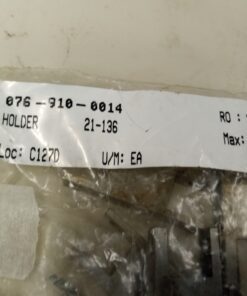 076-910-0014 RO :
HOLDER 21-136 Max:
Loc: C127D U/M: EA